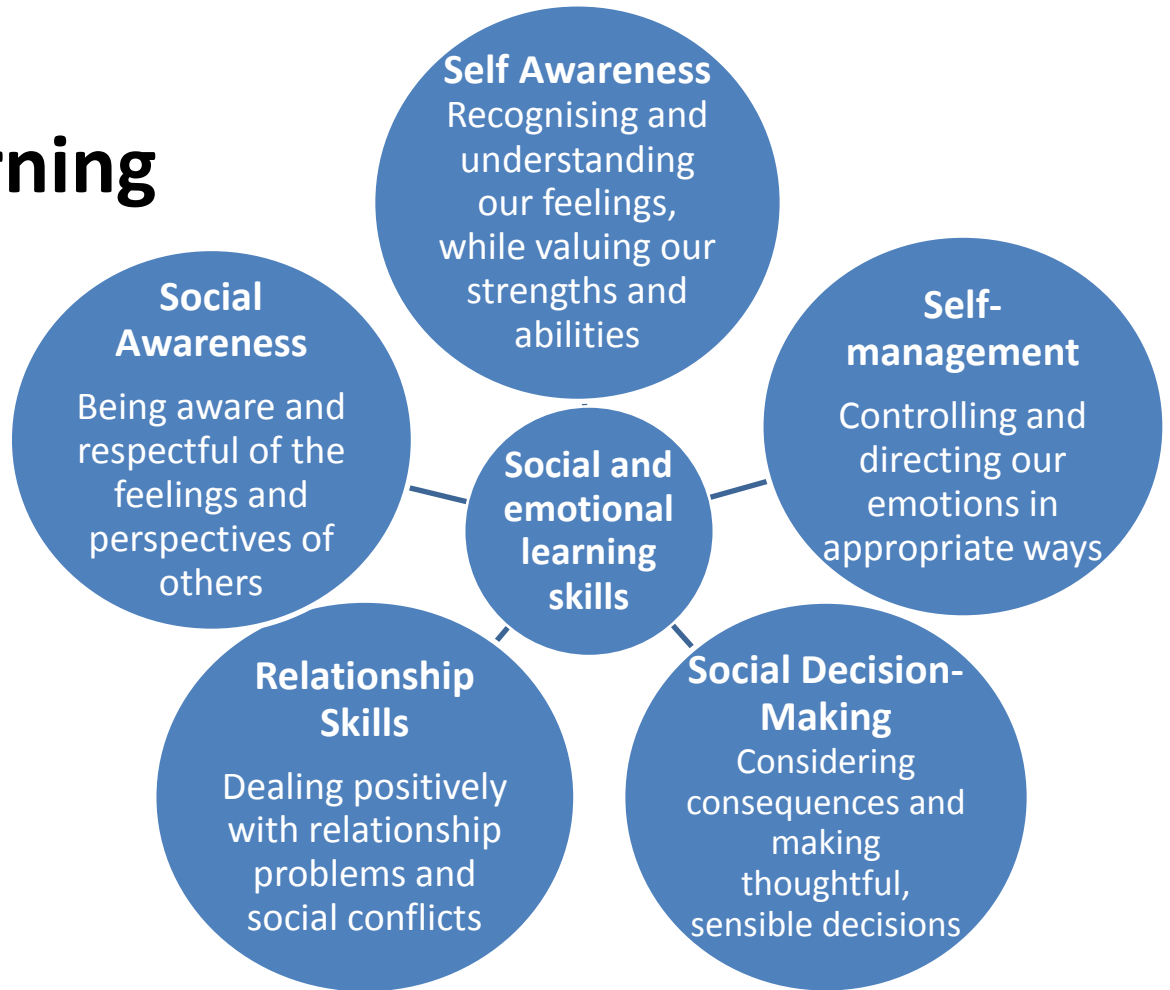 rning
Self Awareness
Recognising and
understanding
our feelings,
while valuing our
strengths and
abilities
Self-
management
Controlling and
directing our
emotions in
appropriate ways
Social Decision-
Making
Considering
consequences and
making
thoughtful,
sensible decisions
Relationship
Skills
Dealing positively
with relationship
problems and
social conflicts
Social
Awareness
Being aware and
respectful of the
feelings and
perspectives of
others
Social and
emotional
learning
skills